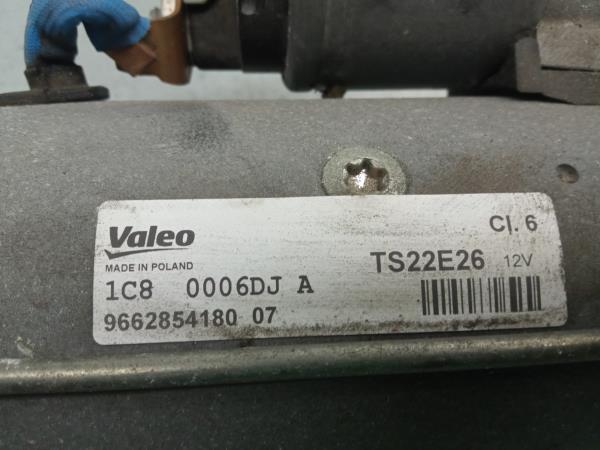 Valeo
Cl. 6
MADE IN POLAND
TS22E26 12V
1C8 0006DJ A
9662854180 07